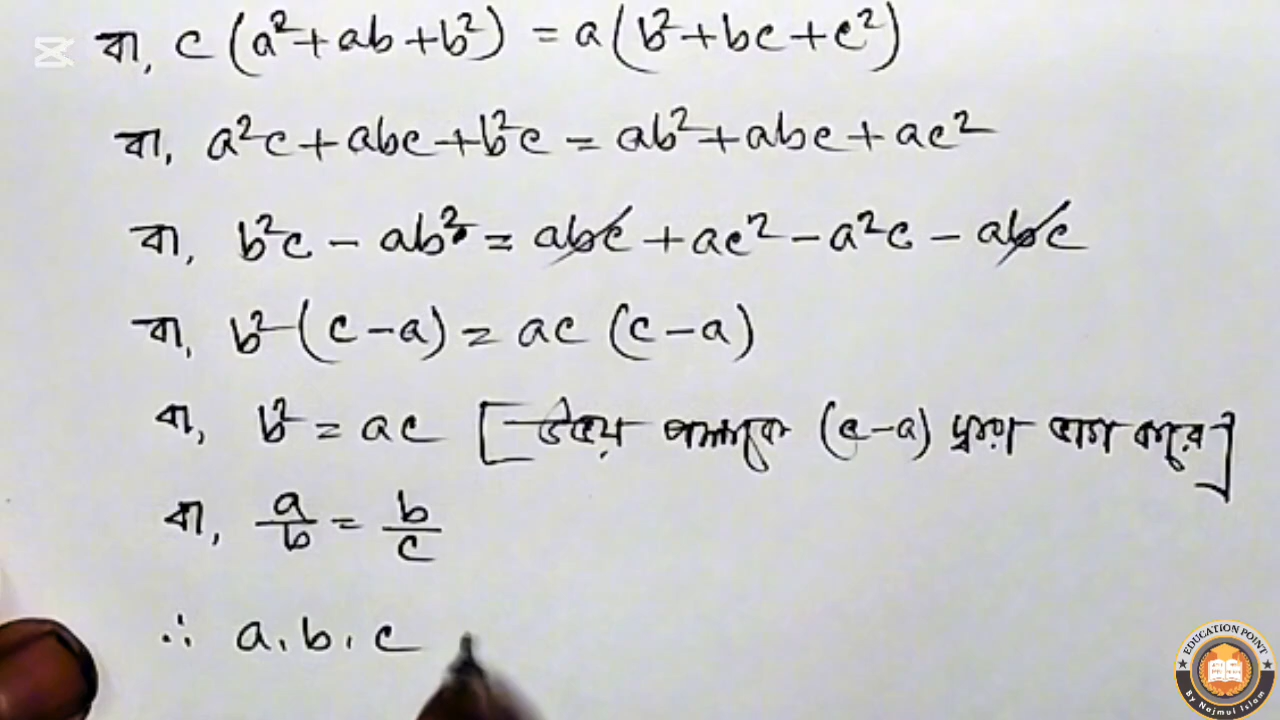 বা, c (a²+ab+b²) = a(b²+bc+c²)
বা, a²c+abc+b²c = ab²+abc+ac²
বা, b²c - ab² = abc + ac² - a²c - abc
বা, b²(c-a) = ac (c-a)
বা, b² = ac [উভয় পক্ষকে (c-a) দ্বারা ভাগ করে]
বা, a/b = b/c
∴ a, b, c
EDUCATION POINT
By Najmul Islam